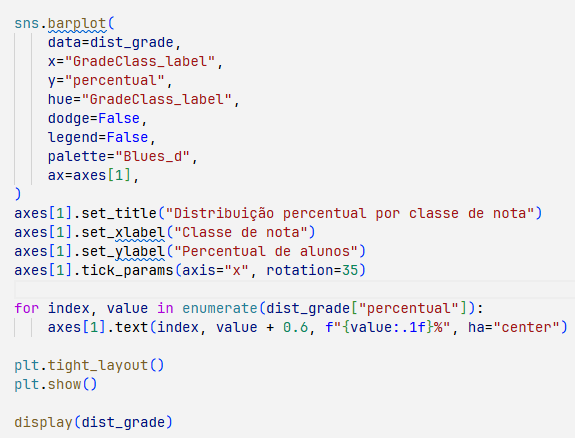 sns.barplot(
    data=dist_grade,
    x="GradeClass_label",
    y="percentual",
    hue="GradeClass_label",
    dodge=False,
    legend=False,
    palette="Blues_d",
    ax=axes[1],
)
axes[1].set_title("Distribuição percentual por classe de nota")
axes[1].set_xlabel("Classe de nota")
axes[1].set_ylabel("Percentual de alunos")
axes[1].tick_params(axis="x", rotation=35)

for index, value in enumerate(dist_grade["percentual"]):
    axes[1].text(index, value + 0.6, f"{value:.1f}%", ha="center")

plt.tight_layout()
plt.show()

display(dist_grade)